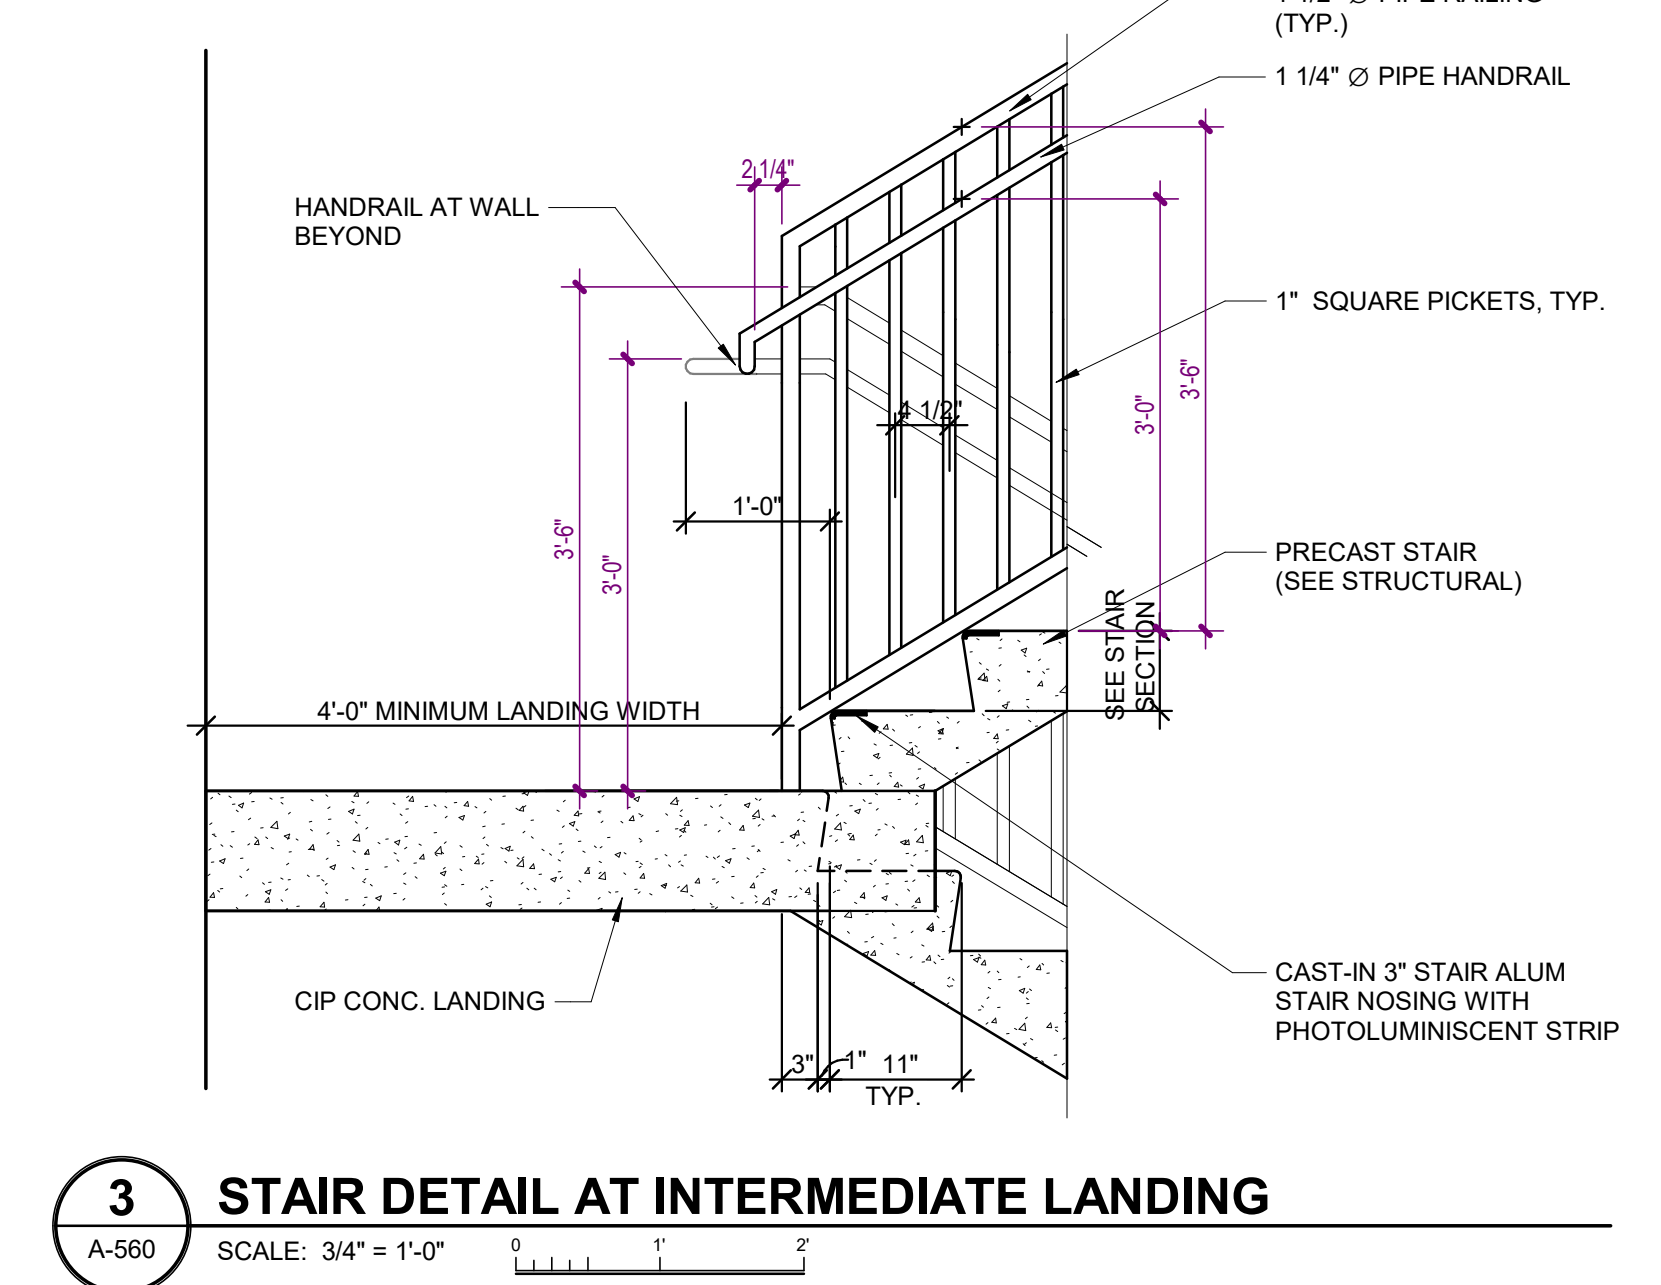 (TYP.)
1 1/4" Ø PIPE HANDRAIL
2 1/4"
HANDRAIL AT WALL
BEYOND
1" SQUARE PICKETS, TYP.
3'-6"
3'-0"
4 1/2"
1'-0"
3'-6"
3'-0"
PRECAST STAIR
(SEE STRUCTURAL)
SEE STAIR
SECTION
4'-0" MINIMUM LANDING WIDTH
CIP CONC. LANDING
CAST-IN 3" STAIR ALUM
STAIR NOSING WITH
PHOTOLUMINISCENT STRIP
3" 1" 11"
TYP.
3
A-560
STAIR DETAIL AT INTERMEDIATE LANDING
SCALE: 3/4" = 1'-0"
0 1' 2'